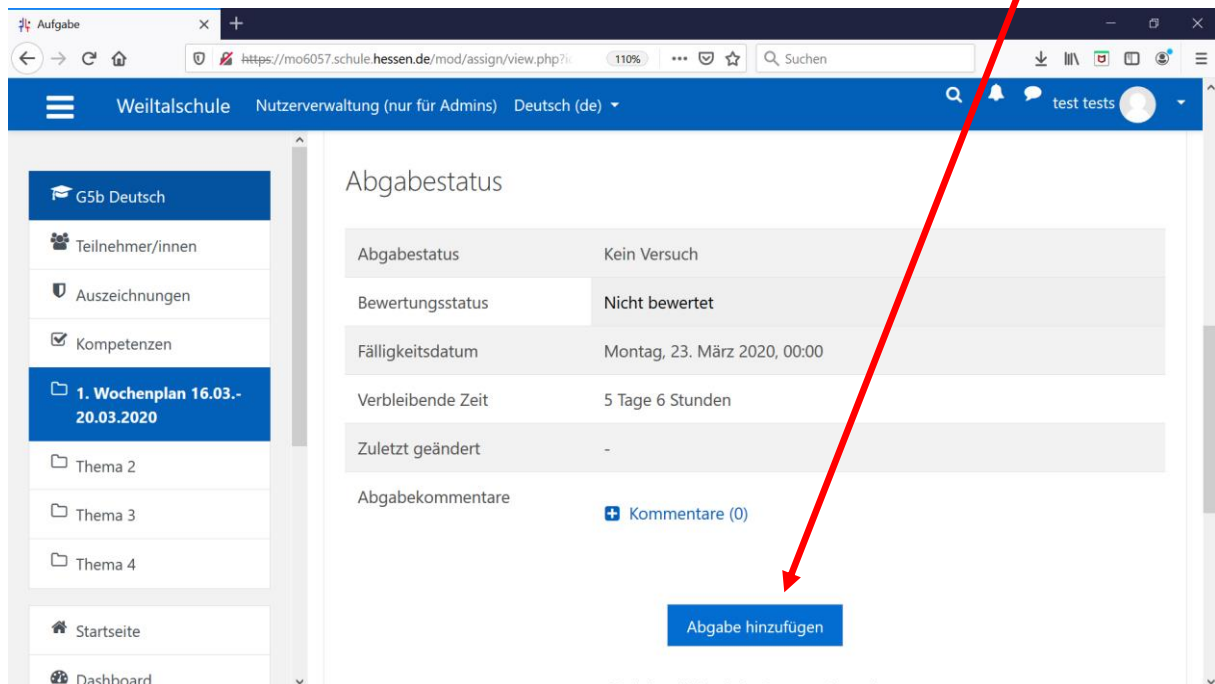 Aufgabe
https://mo6057.schule.hessen.de/mod/assign/view.php?i
110%
Suchen
Weiltalschule Nutzerverwaltung (nur für Admins) Deutsch (de) test tests
G5b Deutsch
Teilnehmer/innen
Auszeichnungen
Kompetenzen
1. Wochenplan 16.03.-
20.03.2020
Thema 2
Thema 3
Thema 4
Startseite
Dashboard
Abgabestatus
Abgabestatus Kein Versuch
Bewertungsstatus Nicht bewertet
Fälligkeitsdatum Montag, 23. März 2020, 00:00
Verbleibende Zeit 5 Tage 6 Stunden
Zuletzt geändert -
Abgabekommentare
Kommentare (0)
Abgabe hinzufügen